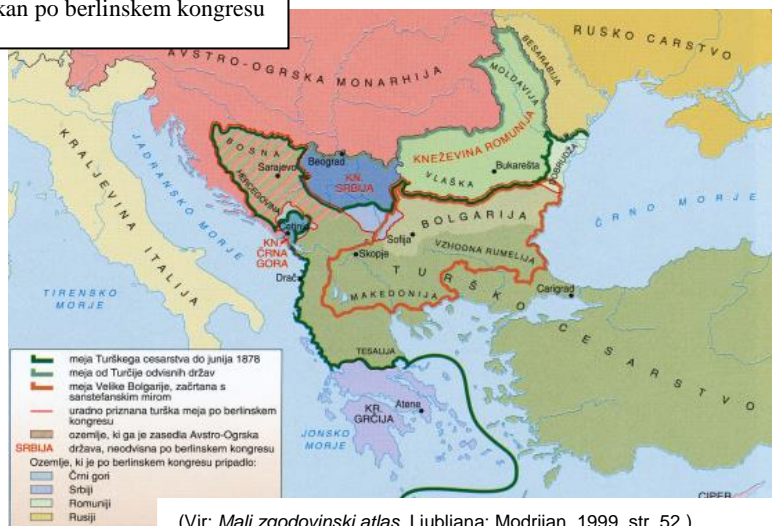 kan po berlinskem kongresu
AVSTRO-OGRSKA MONARHIJA
RUSKO CARSTVO
BESARABIJA
MOLDAVIJA
KRALJEVINA ITALIJA
JADRANSKO MORJE
BOSNA
Sarajevo
HERCEGOVINA
Beograd
KN.
SRBIJA
KNEŽEVINA ROMUNIJA
VLAŠKA
Bukarešta
DOBRUDŽA
ČRNO MORJE
Cetinje
KN.
ČRNA
GORA
BOLGARIJA
Sofija
VZHODNA RUMELIJA
Skopje
Drač
TURŠKO CESARSTVO
MAKEDONIJA
Carigrad
TIRENSKO
MORJE
TESALIJA
KR.
GRČIJA
Atene
JONSKO
MORJE
CIPER
meja Turškega cesarstva do junija 1878
meja od Turčije odvisnih držav
meja Velike Bolgarije, začrtana s
sanstefanskim mirom
uradno priznana turška meja po berlinskem
kongresu
ozemlje, ki ga je zasedla Avstro-Ogrska
SRBIJA država, neodvisna po berlinskem kongresu
Ozemlje, ki je po berlinskem kongresu pripadlo:
Črni gori
Srbiji
Romuniji
Rusiji
(Vir: Mali zgodovinski atlas. Ljubljana: Modrijan, 1999, str. 52.)